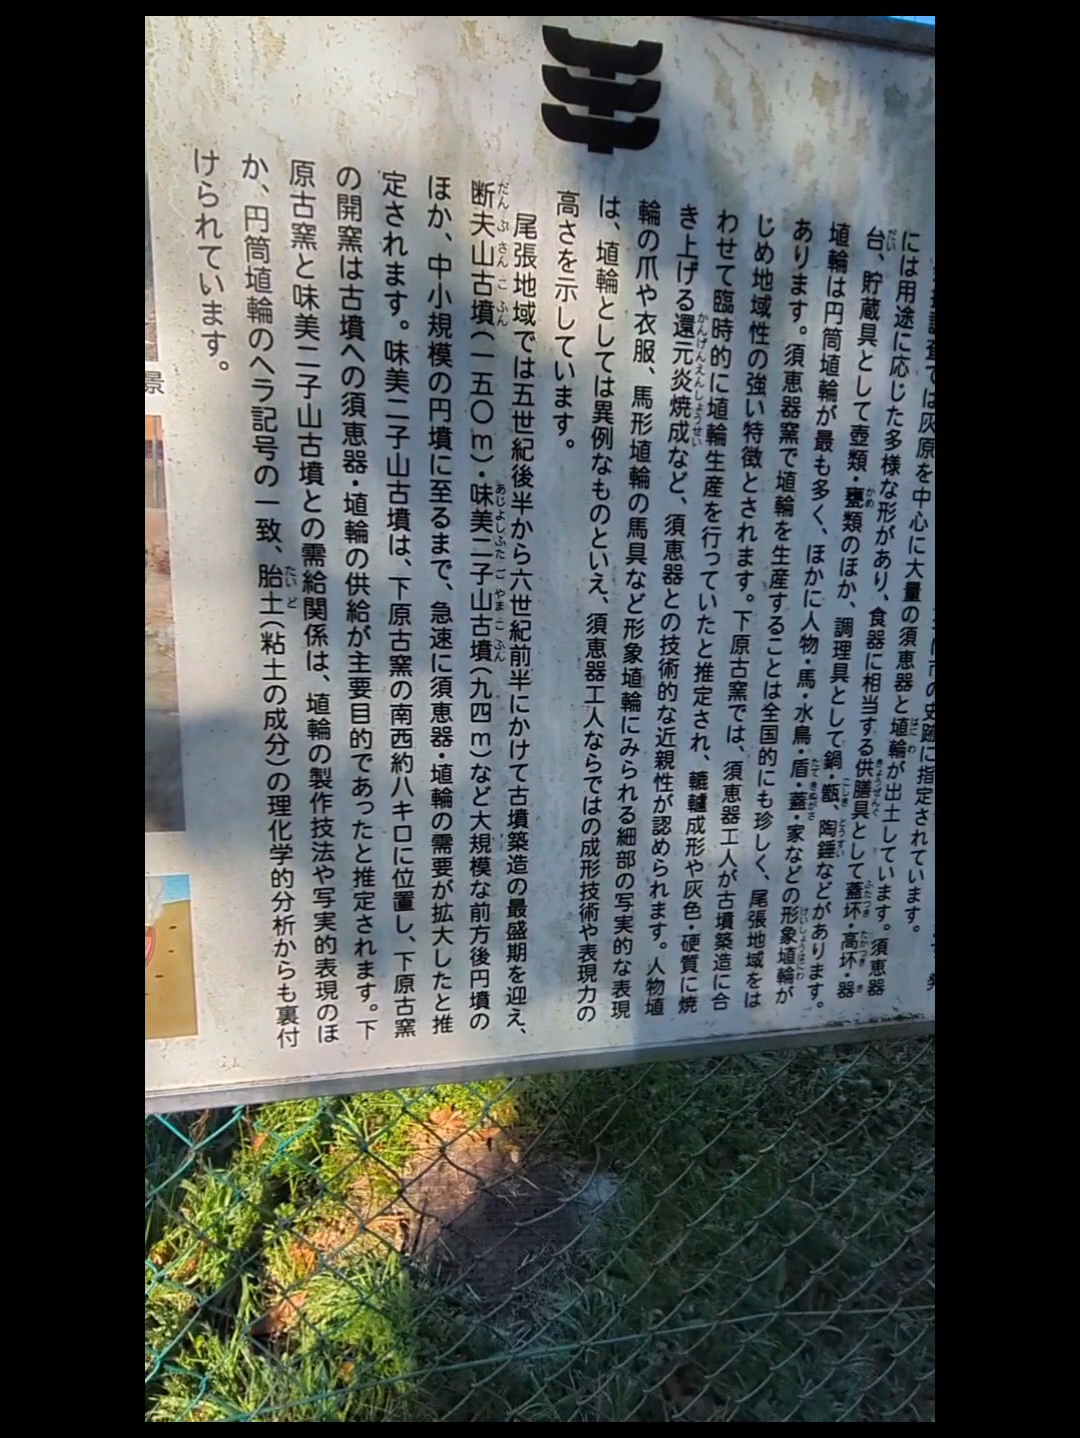 調査では灰原を中心に大量の須恵器と埴輪が出土しています。須恵器
には用途に応じた多様な形があり、食器に相当する供膳具として蓋坏・高坏・器
台、貯蔵具として壺類・甕類のほか、調理具として鍋・甑、陶錘などがあります。
埴輪は円筒埴輪が最も多く、ほかに人物・馬・水鳥・盾・蓋・家などの形象埴輪が
あります。須恵器窯で埴輪を生産することは全国的にも珍しく、尾張地域をは
じめ地域性の強い特徴とされます。下原古窯では、須恵器工人が古墳築造に合
わせて臨時的に埴輪生産を行っていたと推定され、轆轤成形や灰色・硬質に焼
き上げる還元炎焼成など、須恵器との技術的な近親性が認められます。人物埴
輪の爪や衣服、馬形埴輪の馬具など形象埴輪にみられる細部の写実的な表現
は、埴輪としては異例なものといえ、須恵器工人ならではの成形技術や表現力の
高さを示しています。
尾張地域では五世紀後半から六世紀前半にかけて古墳築造の最盛期を迎え、
断夫山古墳(一五〇m)・味美二子山古墳(九四m)など大規模な前方後円墳の
ほか、中小規模の円墳に至るまで、急速に須恵器・埴輪の需要が拡大したと推
定されます。味美二子山古墳は、下原古窯の南西約八キロに位置し、下原古窯
の開窯は古墳への須恵器・埴輪の供給が主要目的であったと推定されます。下
原古窯と味美二子山古墳との需給関係は、埴輪の製作技法や写実的表現のほ
か、円筒埴輪のヘラ記号の一致、胎土(粘土の成分)の理化学的分析からも裏付
けられています。
景